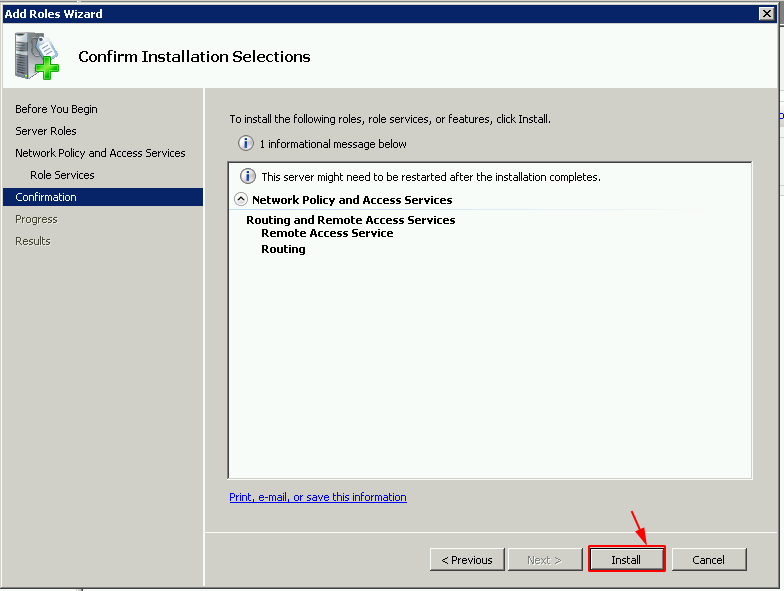 Add Roles Wizard
Confirm Installation Selections
Before You Begin
Server Roles
Network Policy and Access Services
Role Services
Confirmation
Progress
Results
To install the following roles, role services, or features, click Install.
1 informational message below
This server might need to be restarted after the installation completes.
Network Policy and Access Services
Routing and Remote Access Services
Remote Access Service
Routing
Print, e-mail, or save this information
< Previous
Next >
Install
Cancel